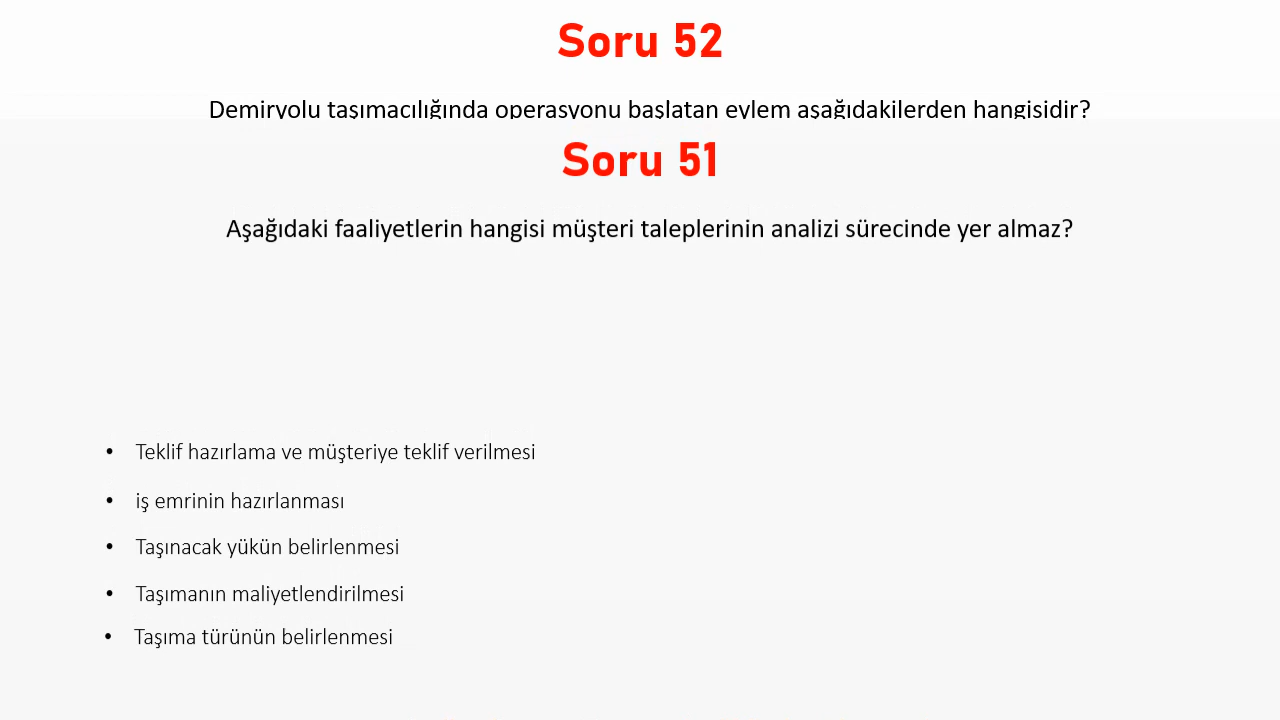 Soru 52
Demiryolu taşımacılığında operasyonu başlatan eylem aşağıdakilerden hangisidir?
Soru 51
Aşağıdaki faaliyetlerin hangisi müşteri taleplerinin analizi sürecinde yer almaz?
• Teklif hazırlama ve müşteriye teklif verilmesi
• iş emrinin hazırlanması
• Taşınacak yükün belirlenmesi
• Taşımanın maliyetlendirilmesi
• Taşıma türünün belirlenmesi